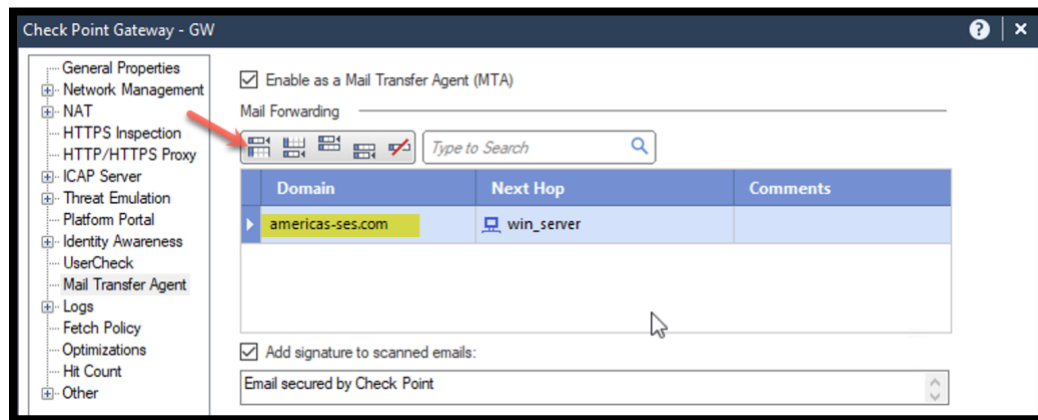 Check Point Gateway - GW
General Properties
Network Management
NAT
HTTPS Inspection
HTTP/HTTPS Proxy
ICAP Server
Threat Emulation
Platform Portal
Identity Awareness
UserCheck
Mail Transfer Agent
Logs
Fetch Policy
Optimizations
Hit Count
Other
Enable as a Mail Transfer Agent (MTA)
Mail Forwarding
Type to Search
Domain Next Hop Comments
americas-ses.com win_server
Add signature to scanned emails:
Email secured by Check Point